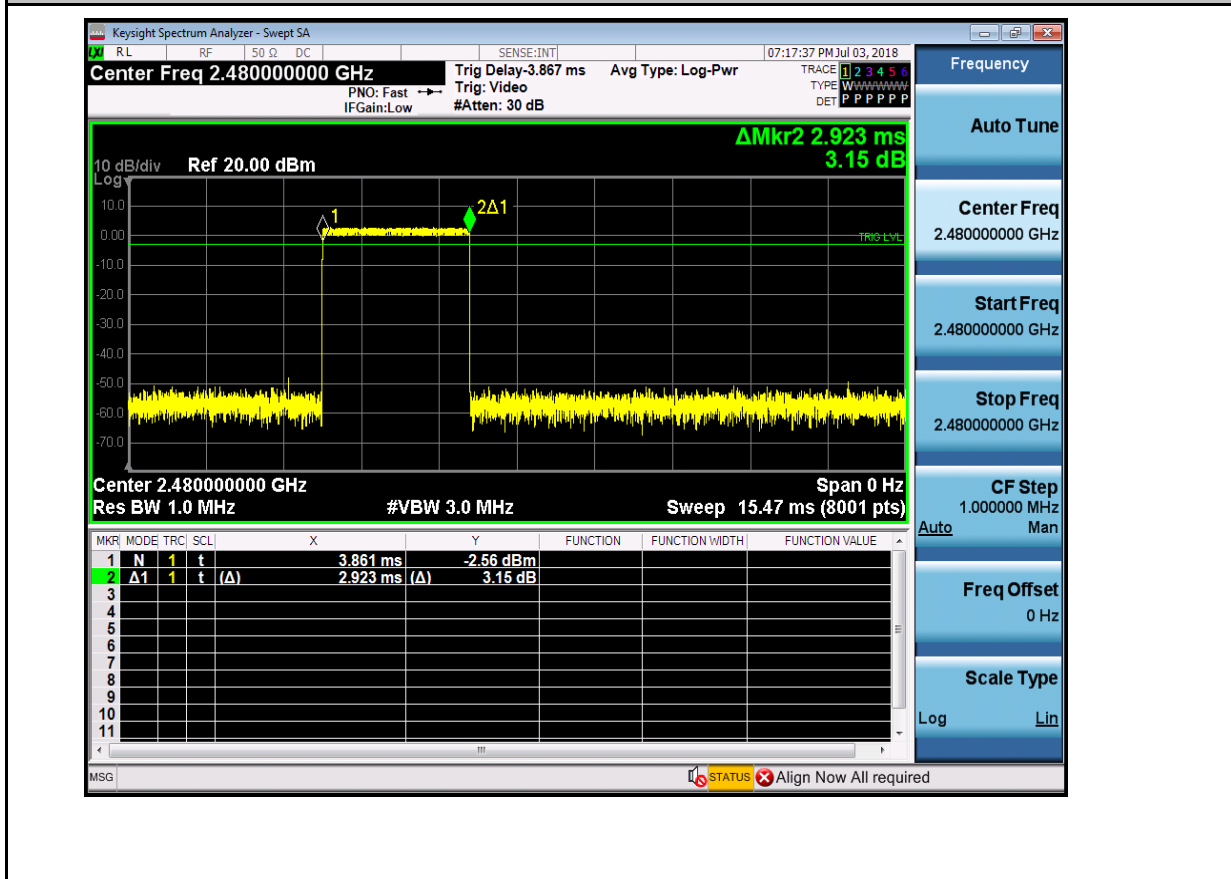 Keysight Spectrum Analyzer - Swept SA
LXI RL RF 50 Ω DC SENSE:INT 07:17:37 PM Jul 03, 2018
Center Freq 2.480000000 GHz
PNO: Fast
IFGain:Low
Trig Delay-3.867 ms
Trig: Video
#Atten: 30 dB
Avg Type: Log-Pwr
TRACE 1 2 3 4 5 6
TYPE WWWWWW
DET P P P P P P
ΔMkr2 2.923 ms
3.15 dB
10 dB/div Ref 20.00 dBm
Log
10.0
0.00
-10.0
-20.0
-30.0
-40.0
-50.0
-60.0
-70.0
1
2Δ1
TRIG LVL
Center 2.480000000 GHz Span 0 Hz
Res BW 1.0 MHz #VBW 3.0 MHz Sweep 15.47 ms (8001 pts)
MKR MODE TRC SCL X Y FUNCTION FUNCTION WIDTH FUNCTION VALUE
1 N 1 t 3.861 ms -2.56 dBm
2 Δ1 1 t (Δ) 2.923 ms (Δ) 3.15 dB
3
4
5
6
7
8
9
10
11
MSG STATUS Align Now All required
Frequency
Auto Tune
Center Freq
2.480000000 GHz
Start Freq
2.480000000 GHz
Stop Freq
2.480000000 GHz
CF Step
1.000000 MHz
Auto Man
Freq Offset
0 Hz
Scale Type
Log Lin